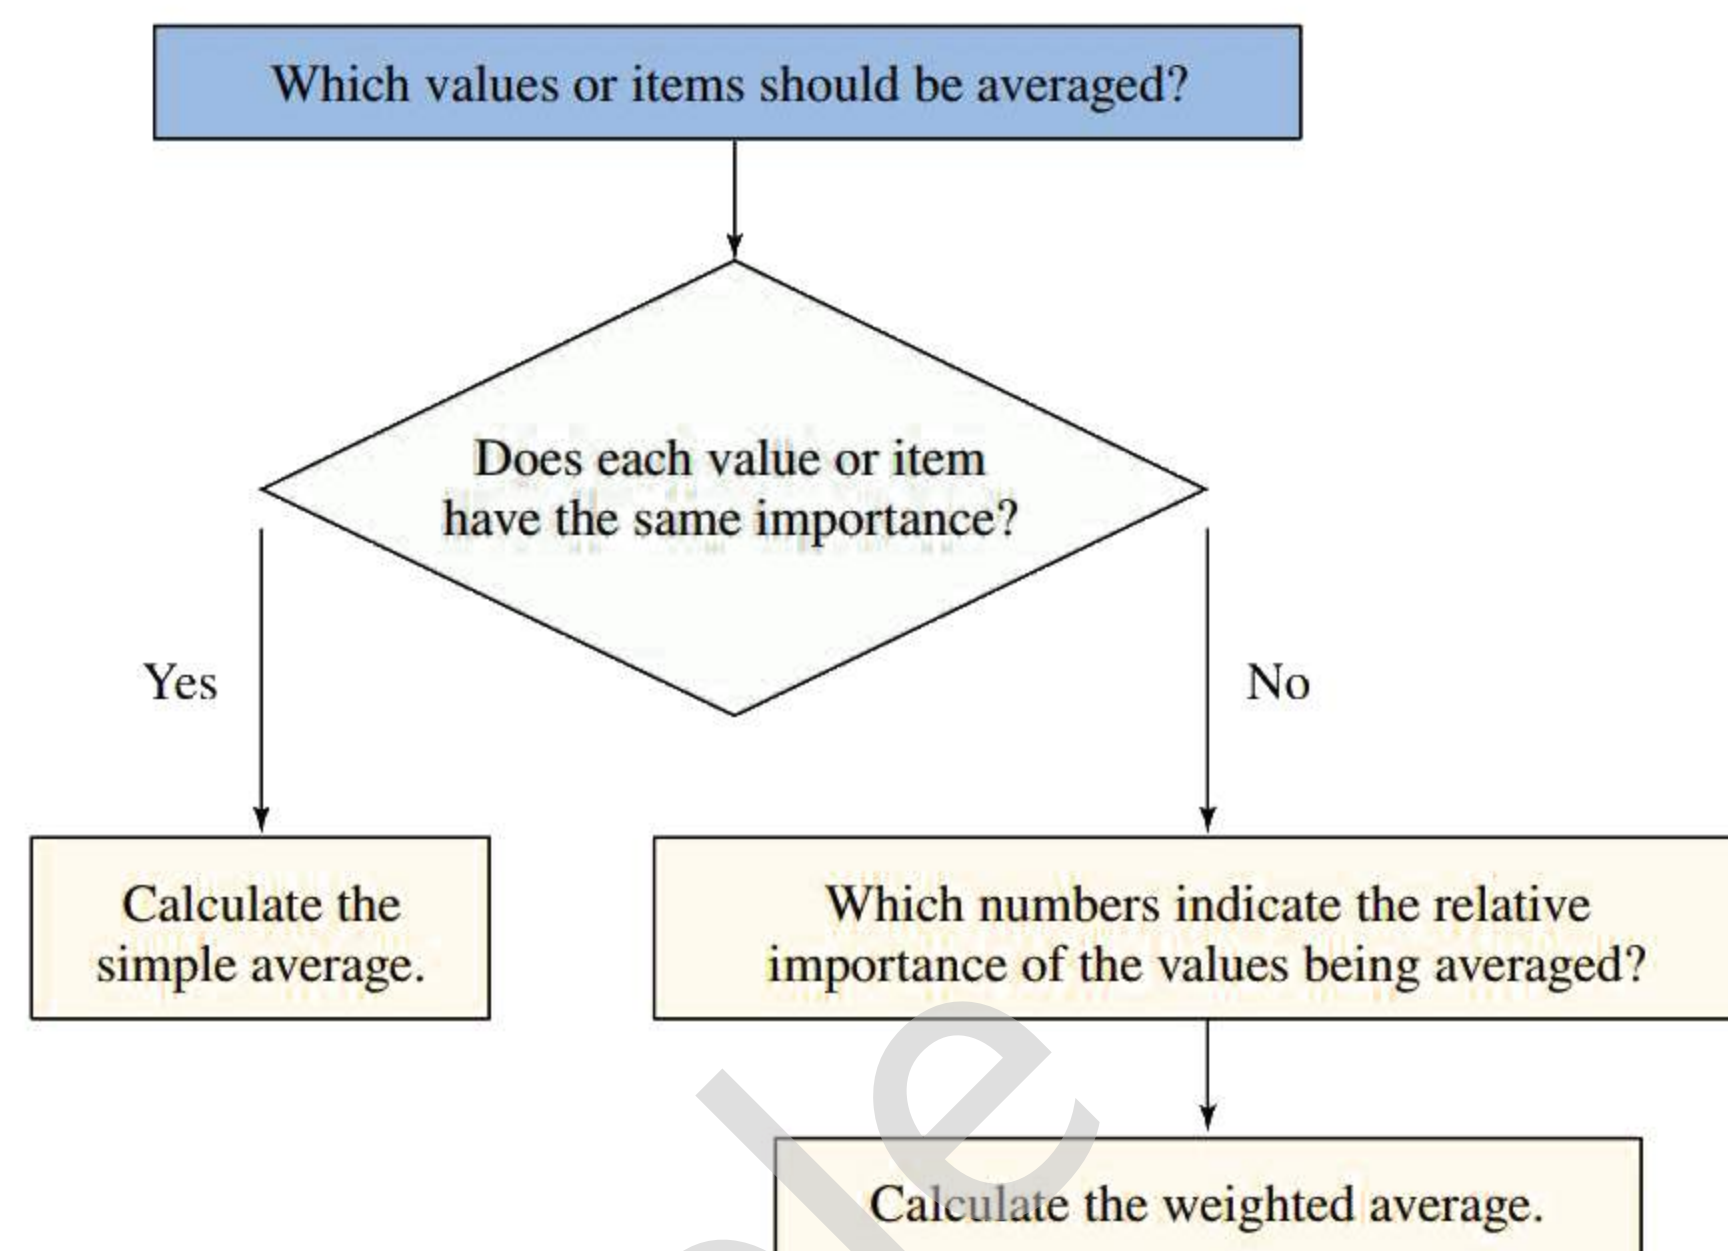 Which values or items should be averaged?
Does each value or item
have the same importance?
Yes
No
Calculate the
simple average.
Which numbers indicate the relative
importance of the values being averaged?
Calculate the weighted average.
le